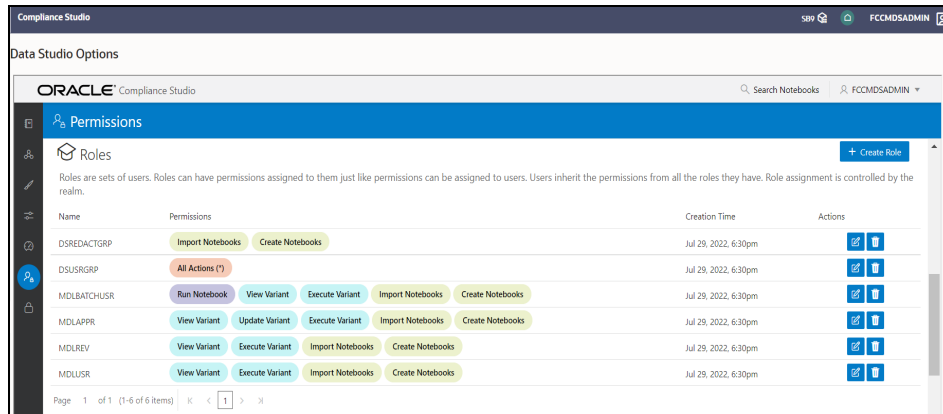 Compliance Studio SB9 FCCMDSADMIN
Data Studio Options
ORACLE Compliance Studio Search Notebooks FCCMDSADMIN
Permissions
Roles + Create Role
Roles are sets of users. Roles can have permissions assigned to them just like permissions can be assigned to users. Users inherit the permissions from all the roles they have. Role assignment is controlled by the
realm.
Name Permissions Creation Time Actions
DSREDACTGRP Import Notebooks Create Notebooks Jul 29, 2022, 6:30pm
DSUSRGRP All Actions (*) Jul 29, 2022, 6:30pm
MDLBATCHUSR Run Notebook View Variant Execute Variant Import Notebooks Create Notebooks Jul 29, 2022, 6:30pm
MDLAPPR View Variant Update Variant Execute Variant Import Notebooks Create Notebooks Jul 29, 2022, 6:30pm
MDLREV View Variant Execute Variant Import Notebooks Create Notebooks Jul 29, 2022, 6:30pm
MDLUSR View Variant Execute Variant Import Notebooks Create Notebooks Jul 29, 2022, 6:30pm
Page 1 of 1 (1-6 of 6 items) K < 1 > X